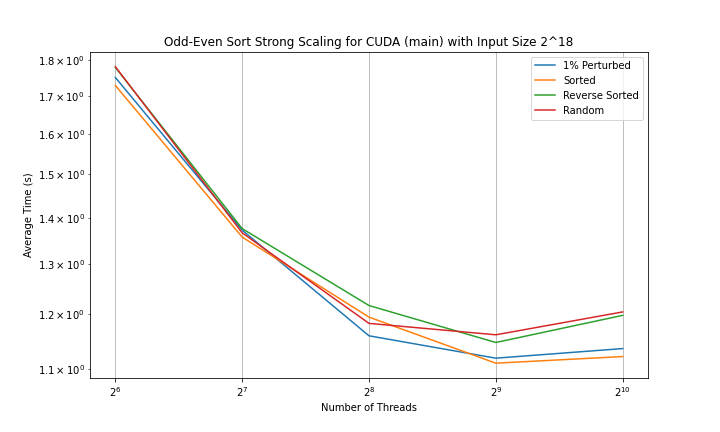 Odd-Even Sort Strong Scaling for CUDA (main) with Input Size 2^18
1.8 × 10⁰
1.7 × 10⁰
1.6 × 10⁰
1.5 × 10⁰
1.4 × 10⁰
1.3 × 10⁰
1.2 × 10⁰
1.1 × 10⁰
Average Time (s)
1% Perturbed
Sorted
Reverse Sorted
Random
2⁶ 2⁷ 2⁸ 2⁹ 2¹⁰
Number of Threads